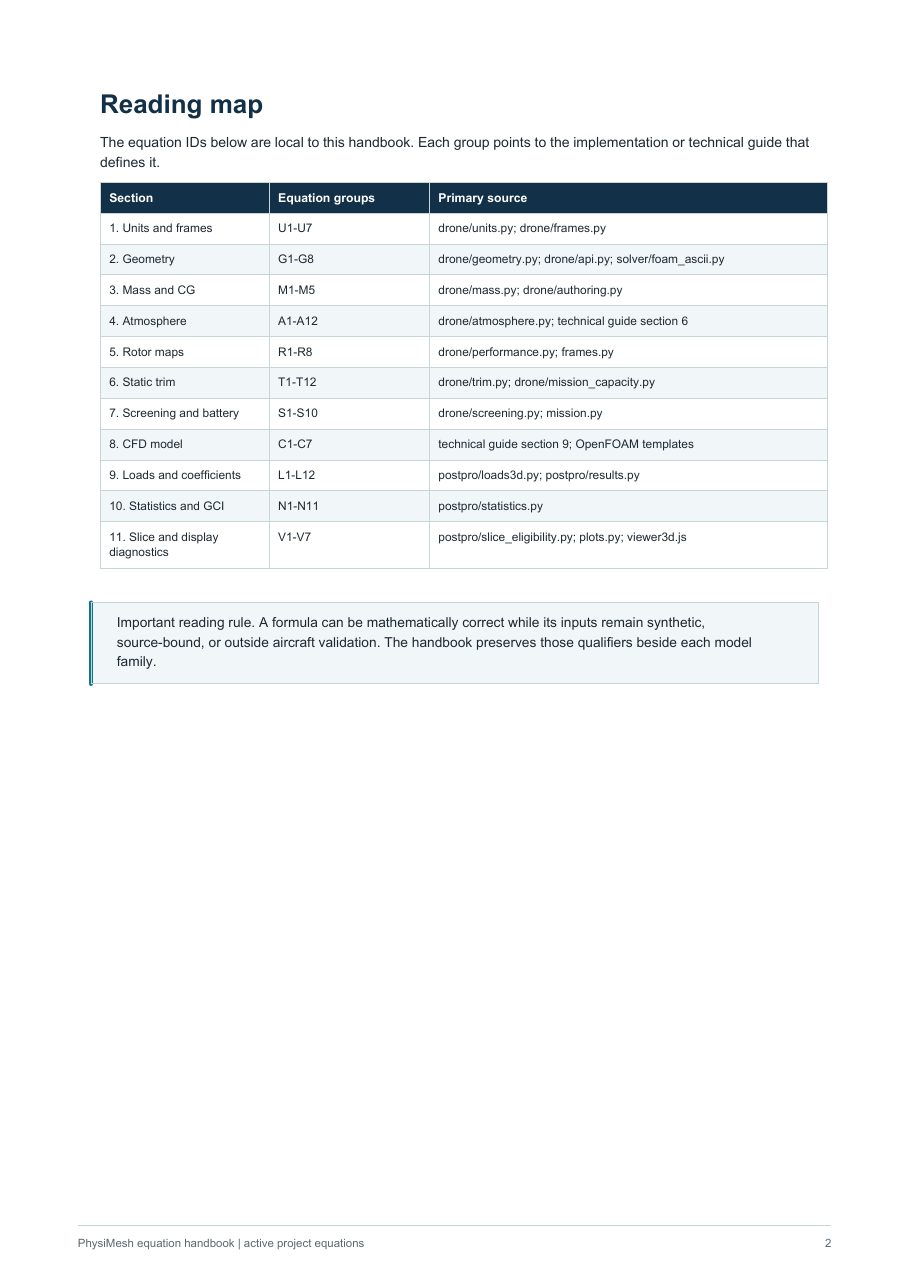 Reading map
The equation IDs below are local to this handbook. Each group points to the implementation or technical guide that
defines it.
Section Equation groups Primary source
1. Units and frames U1-U7 drone/units.py; drone/frames.py
2. Geometry G1-G8 drone/geometry.py; drone/api.py; solver/foam_ascii.py
3. Mass and CG M1-M5 drone/mass.py; drone/authoring.py
4. Atmosphere A1-A12 drone/atmosphere.py; technical guide section 6
5. Rotor maps R1-R8 drone/performance.py; frames.py
6. Static trim T1-T12 drone/trim.py; drone/mission_capacity.py
7. Screening and battery S1-S10 drone/screening.py; mission.py
8. CFD model C1-C7 technical guide section 9; OpenFOAM templates
9. Loads and coefficients L1-L12 postpro/loads3d.py; postpro/results.py
10. Statistics and GCI N1-N11 postpro/statistics.py
11. Slice and display V1-V7 postpro/slice_eligibility.py; plots.py; viewer3d.js
diagnostics
Important reading rule. A formula can be mathematically correct while its inputs remain synthetic,
source-bound, or outside aircraft validation. The handbook preserves those qualifiers beside each model
family.
PhysiMesh equation handbook | active project equations 2